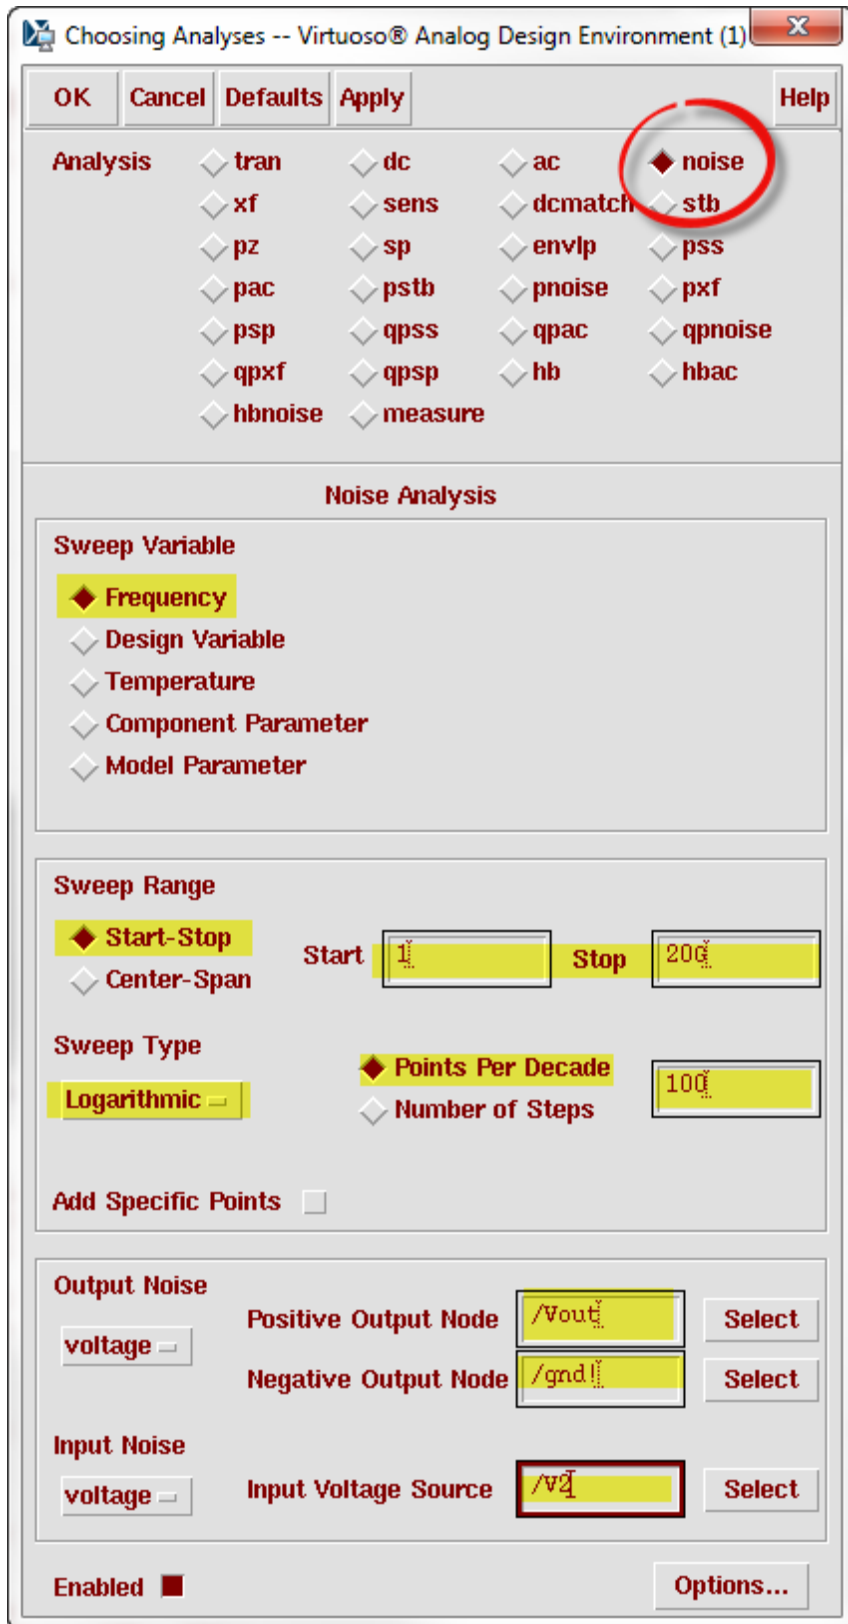 Choosing Analyses -- Virtuoso® Analog Design Environment (1)
OK Cancel Defaults Apply Help
Analysis tran dc ac noise
xf sens dcmatch stb
pz sp envlp pss
pac pstb pnoise pxf
psp qpss qpac qpnoise
qpxf qpsp hb hbac
hbnoise measure
Noise Analysis
Sweep Variable
Frequency
Design Variable
Temperature
Component Parameter
Model Parameter
Sweep Range
Start-Stop
Start 1 Stop
Center-Span
Sweep Type
Points Per Decade 100
Logarithmic
Number of Steps
Add Specific Points
Output Noise
Positive Output Node /Vout Select
voltage
Negative Output Node /gnd! Select
Input Noise
voltage Input Voltage Source /V2 Select
Enabled Options...